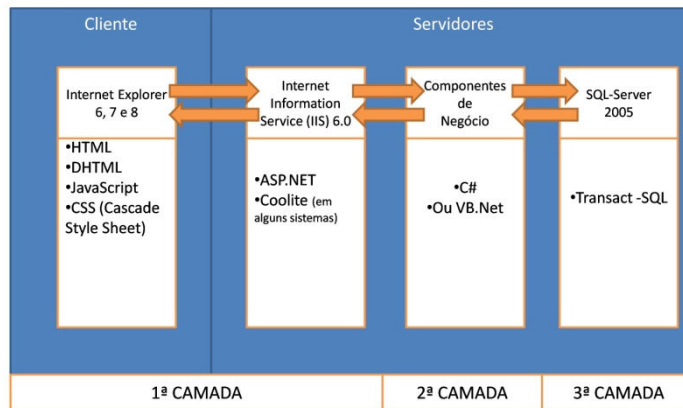 Cliente
Servidores
Internet Explorer
6, 7 e 8
Internet
Information
Service (IIS) 6.0
Componentes
de
Negócio
SQL-Server
2005
•HTML
•DHTML
•JavaScript
•CSS (Cascade
Style Sheet)
•ASP.NET
•Coolite (em
alguns sistemas)
•C#
•Ou VB.Net
•Transact -SQL
1ª CAMADA
2ª CAMADA
3ª CAMADA